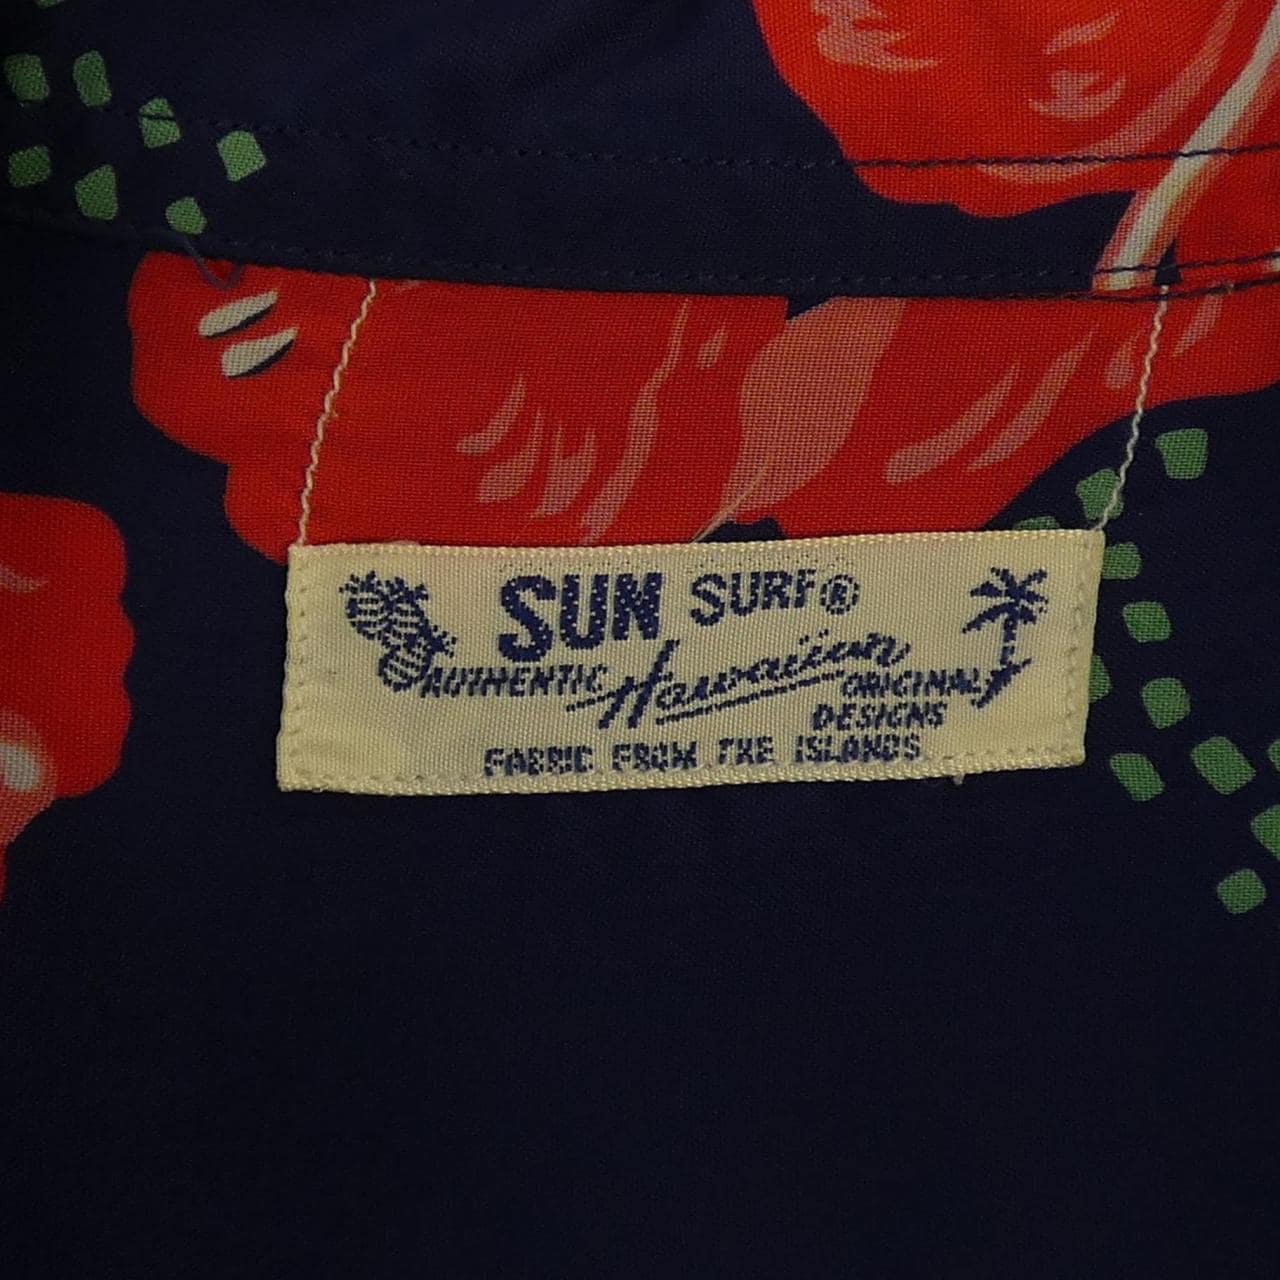 SUN SURF®
AUTHENTIC Hawaiian ORIGINAL
DESIGNS
FABRIC FROM THE ISLANDS